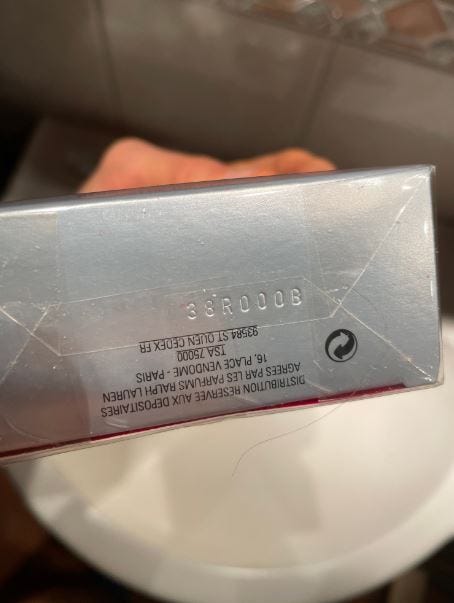 38R000B
DISTRIBUTION RESERVEE AUX DEPOSITAIRES
AGREES PAR LES PARFUMS RALPH LAUREN
16, PLACE VENDOME - PARIS
TSA 75000
93584 ST OUEN CEDEX FR